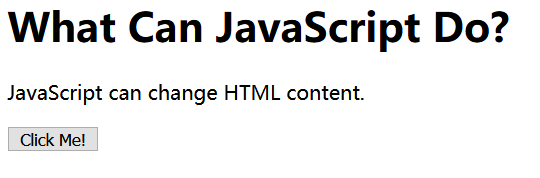 What Can JavaScript Do?
JavaScript can change HTML content.
Click Me!